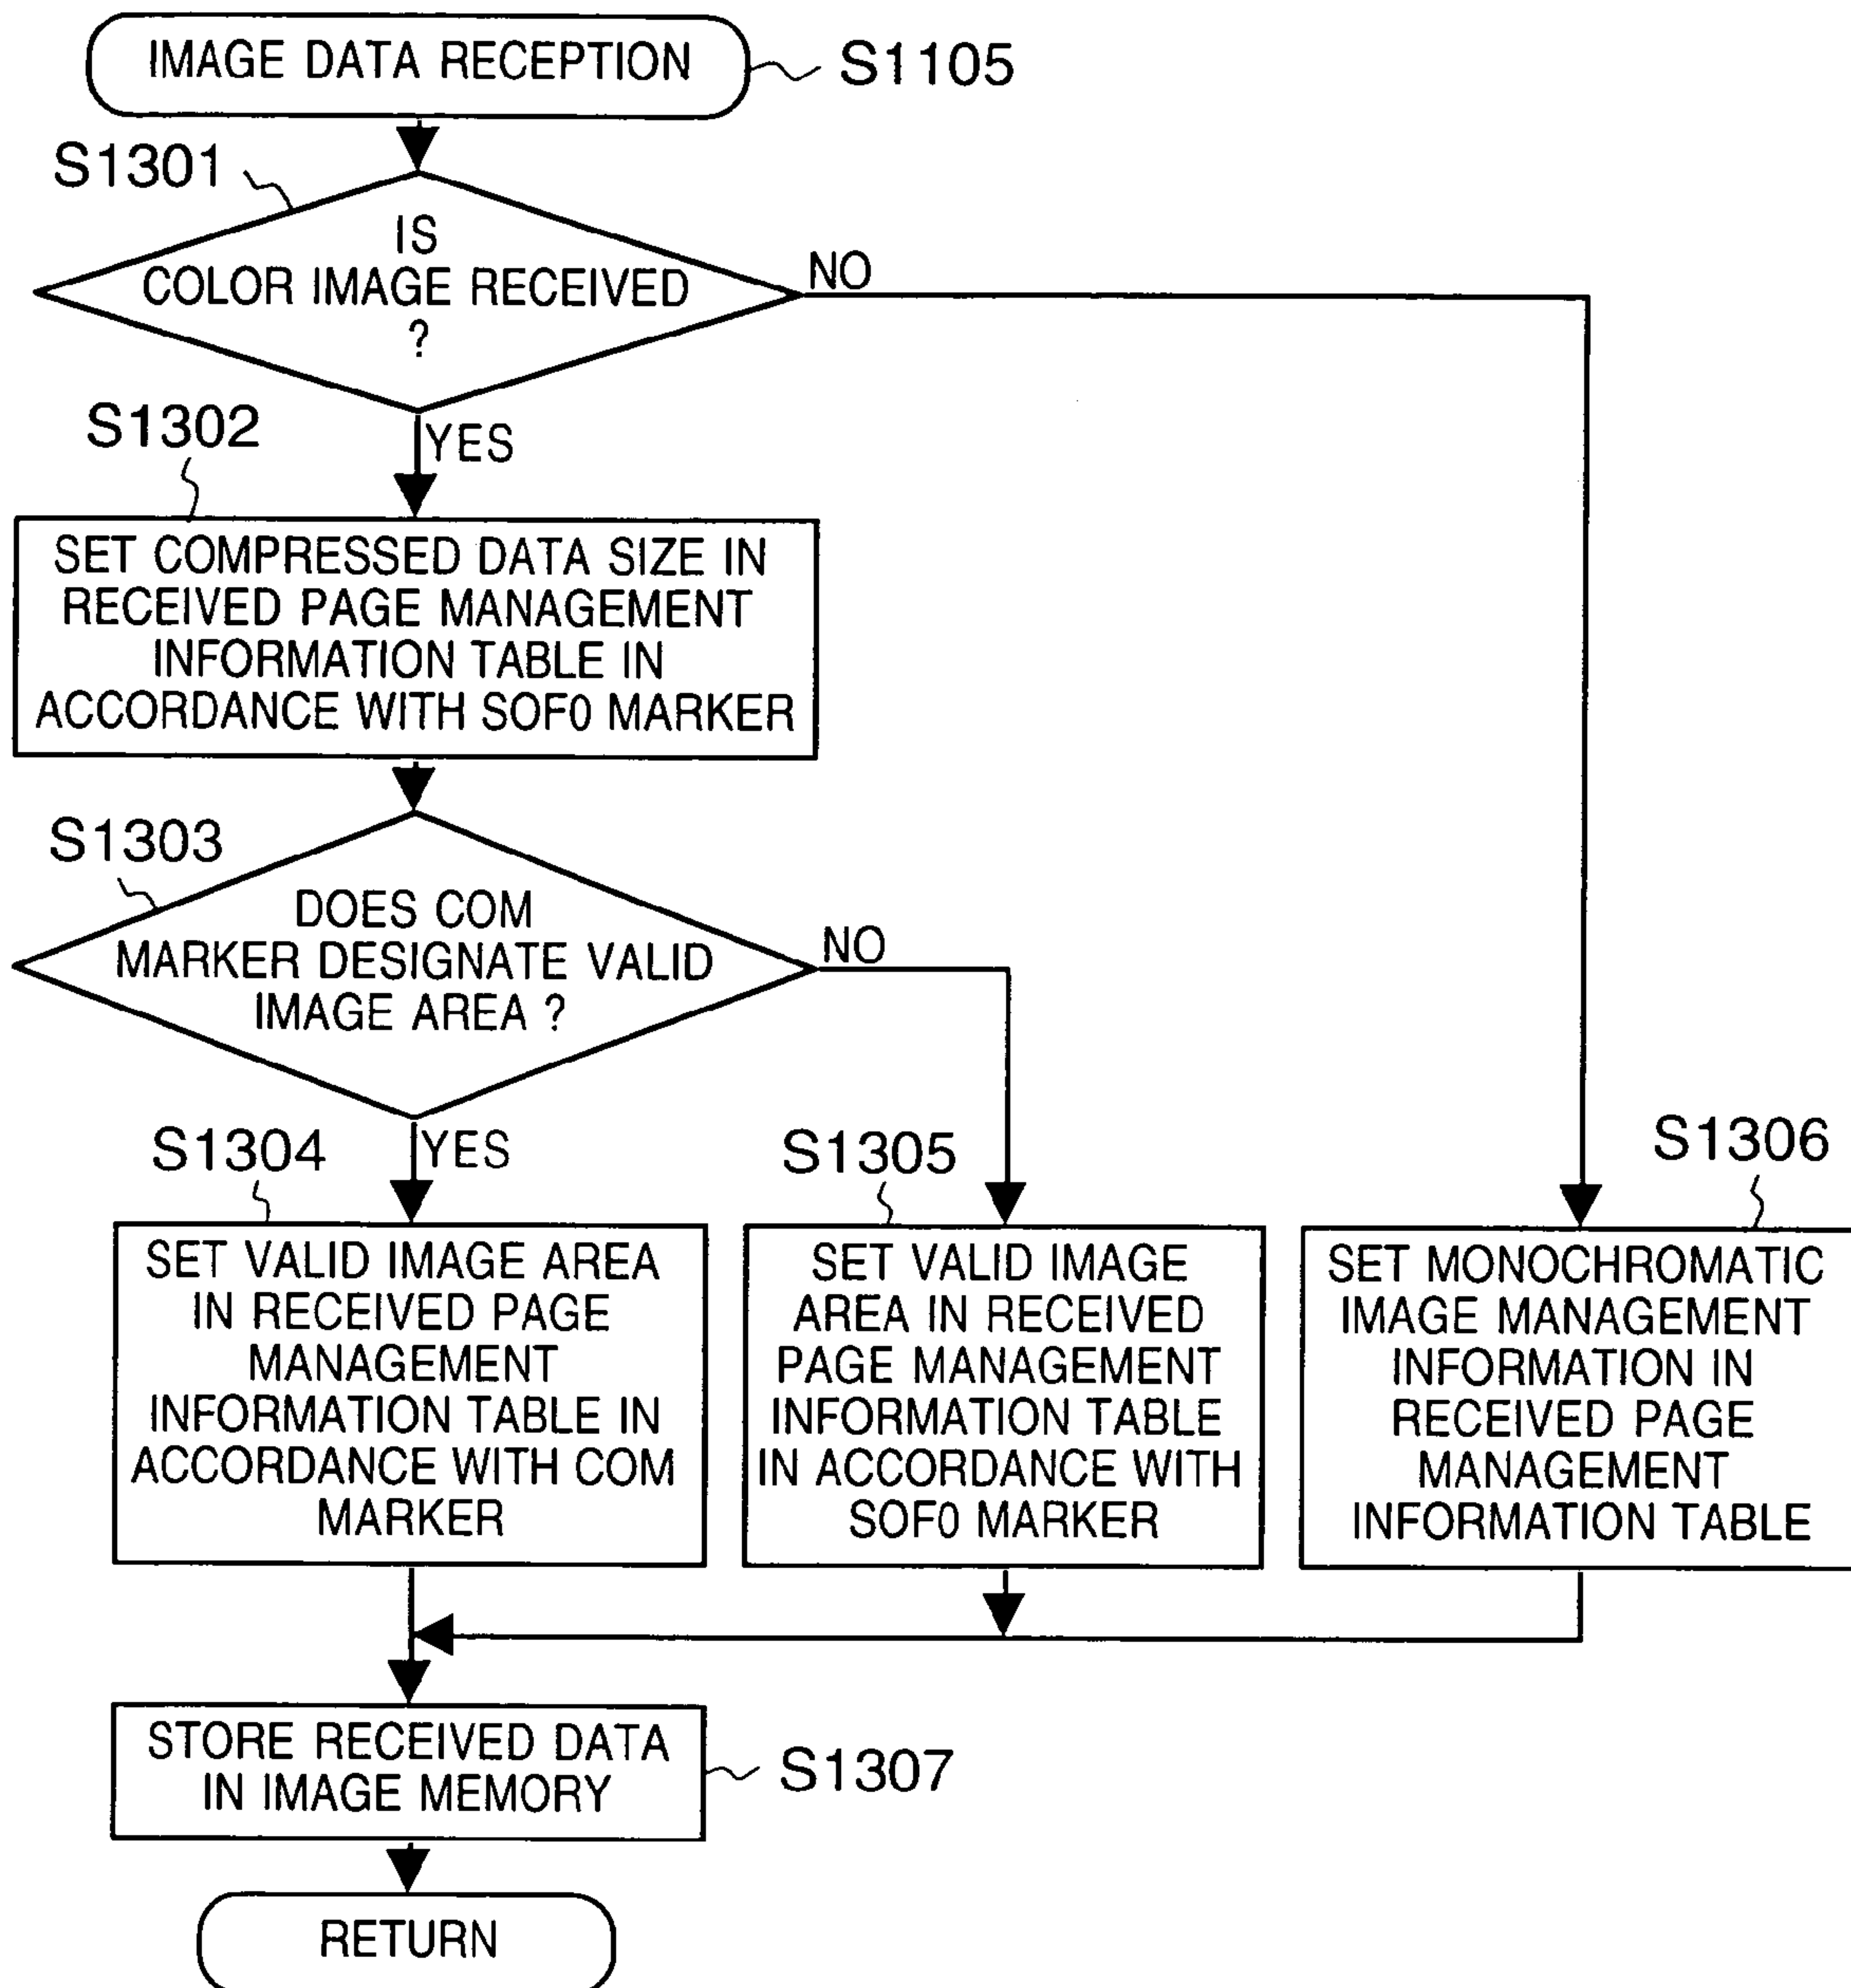 IMAGE DATA RECEPTION
S1105
S1301
IS
COLOR IMAGE RECEIVED
?
NO
S1302
YES
SET COMPRESSED DATA SIZE IN
RECEIVED PAGE MANAGEMENT
INFORMATION TABLE IN
ACCORDANCE WITH SOF0 MARKER
S1303
DOES COM
MARKER DESIGNATE VALID
IMAGE AREA ?
NO
S1304
YES
SET VALID IMAGE AREA
IN RECEIVED PAGE
MANAGEMENT
INFORMATION TABLE IN
ACCORDANCE WITH COM
MARKER
S1305
SET VALID IMAGE
AREA IN RECEIVED
PAGE MANAGEMENT
INFORMATION TABLE
IN ACCORDANCE WITH
SOF0 MARKER
S1306
SET MONOCHROMATIC
IMAGE MANAGEMENT
INFORMATION IN
RECEIVED PAGE
MANAGEMENT
INFORMATION TABLE
STORE RECEIVED DATA
IN IMAGE MEMORY
S1307
RETURN